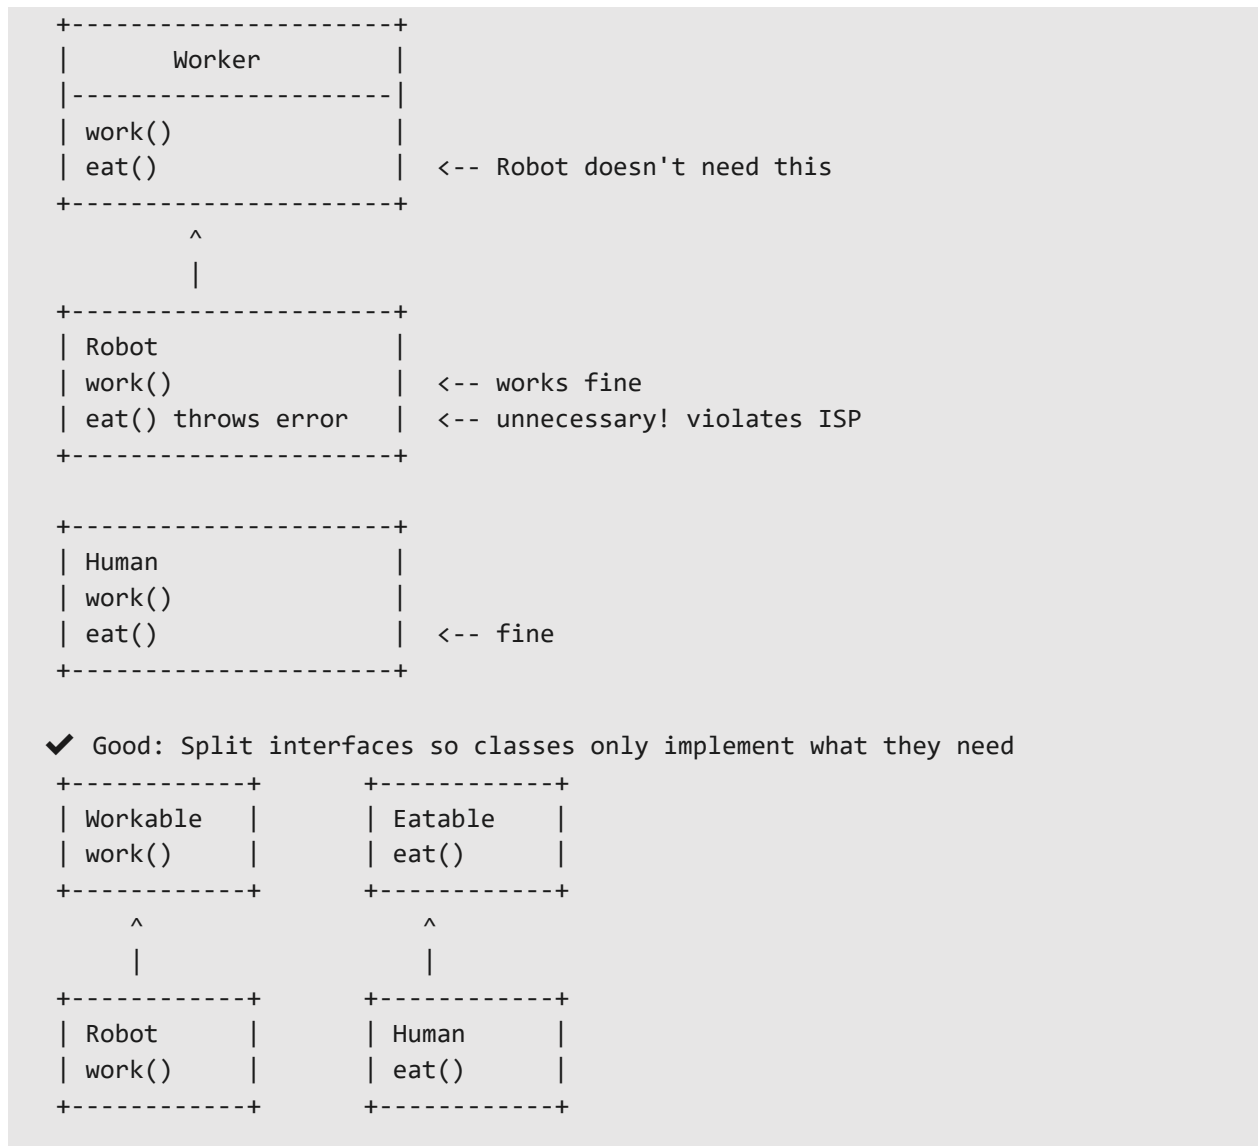 +----------------------+
|       Worker         |
|----------------------|
| work()               |
| eat()                |  <-- Robot doesn't need this
+----------------------+
         ^
         |
+----------------------+
| Robot                |
| work()               |  <-- works fine
| eat() throws error   |  <-- unnecessary! violates ISP
+----------------------+
+----------------------+
| Human                |
| work()               |
| eat()                |  <-- fine
+----------------------+
✔ Good: Split interfaces so classes only implement what they need
+------------+       +------------+
| Workable   |       | Eatable    |
| work()     |       | eat()      |
+------------+       +------------+
     ^                   ^
     |                   |
+------------+       +------------+
| Robot      |       | Human      |
| work()     |       | eat()      |
+------------+       +------------+